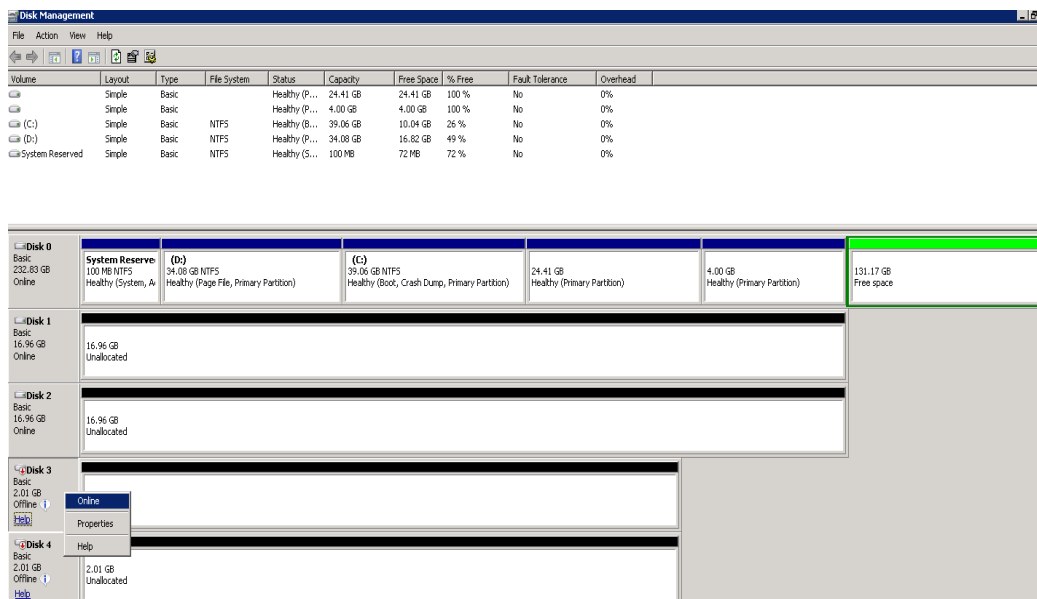 Disk Management
File Action View Help
Volume Layout Type File System Status Capacity Free Space % Free Fault Tolerance Overhead
Simple Basic Healthy (P... 24.41 GB 24.41 GB 100 % No 0%
Simple Basic Healthy (P... 4.00 GB 4.00 GB 100 % No 0%
(C:) Simple Basic NTFS Healthy (B... 39.06 GB 10.04 GB 26 % No 0%
(D:) Simple Basic NTFS Healthy (P... 34.08 GB 16.82 GB 49 % No 0%
System Reserved Simple Basic NTFS Healthy (S... 100 MB 72 MB 72 % No 0%
Disk 0
Basic
232.83 GB
Online
System Reserve
100 MB NTFS
Healthy (System, A
(D:)
34.08 GB NTFS
Healthy (Page File, Primary Partition)
(C:)
39.06 GB NTFS
Healthy (Boot, Crash Dump, Primary Partition)
24.41 GB
Healthy (Primary Partition)
4.00 GB
Healthy (Primary Partition)
131.17 GB
Free space
Disk 1
Basic
16.96 GB
Online
16.96 GB
Unallocated
Disk 2
Basic
16.96 GB
Online
16.96 GB
Unallocated
Disk 3
Basic
2.01 GB
Offline
Help
Online
Properties
Help
Disk 4
Basic
2.01 GB
Offline
Help
2.01 GB
Unallocated